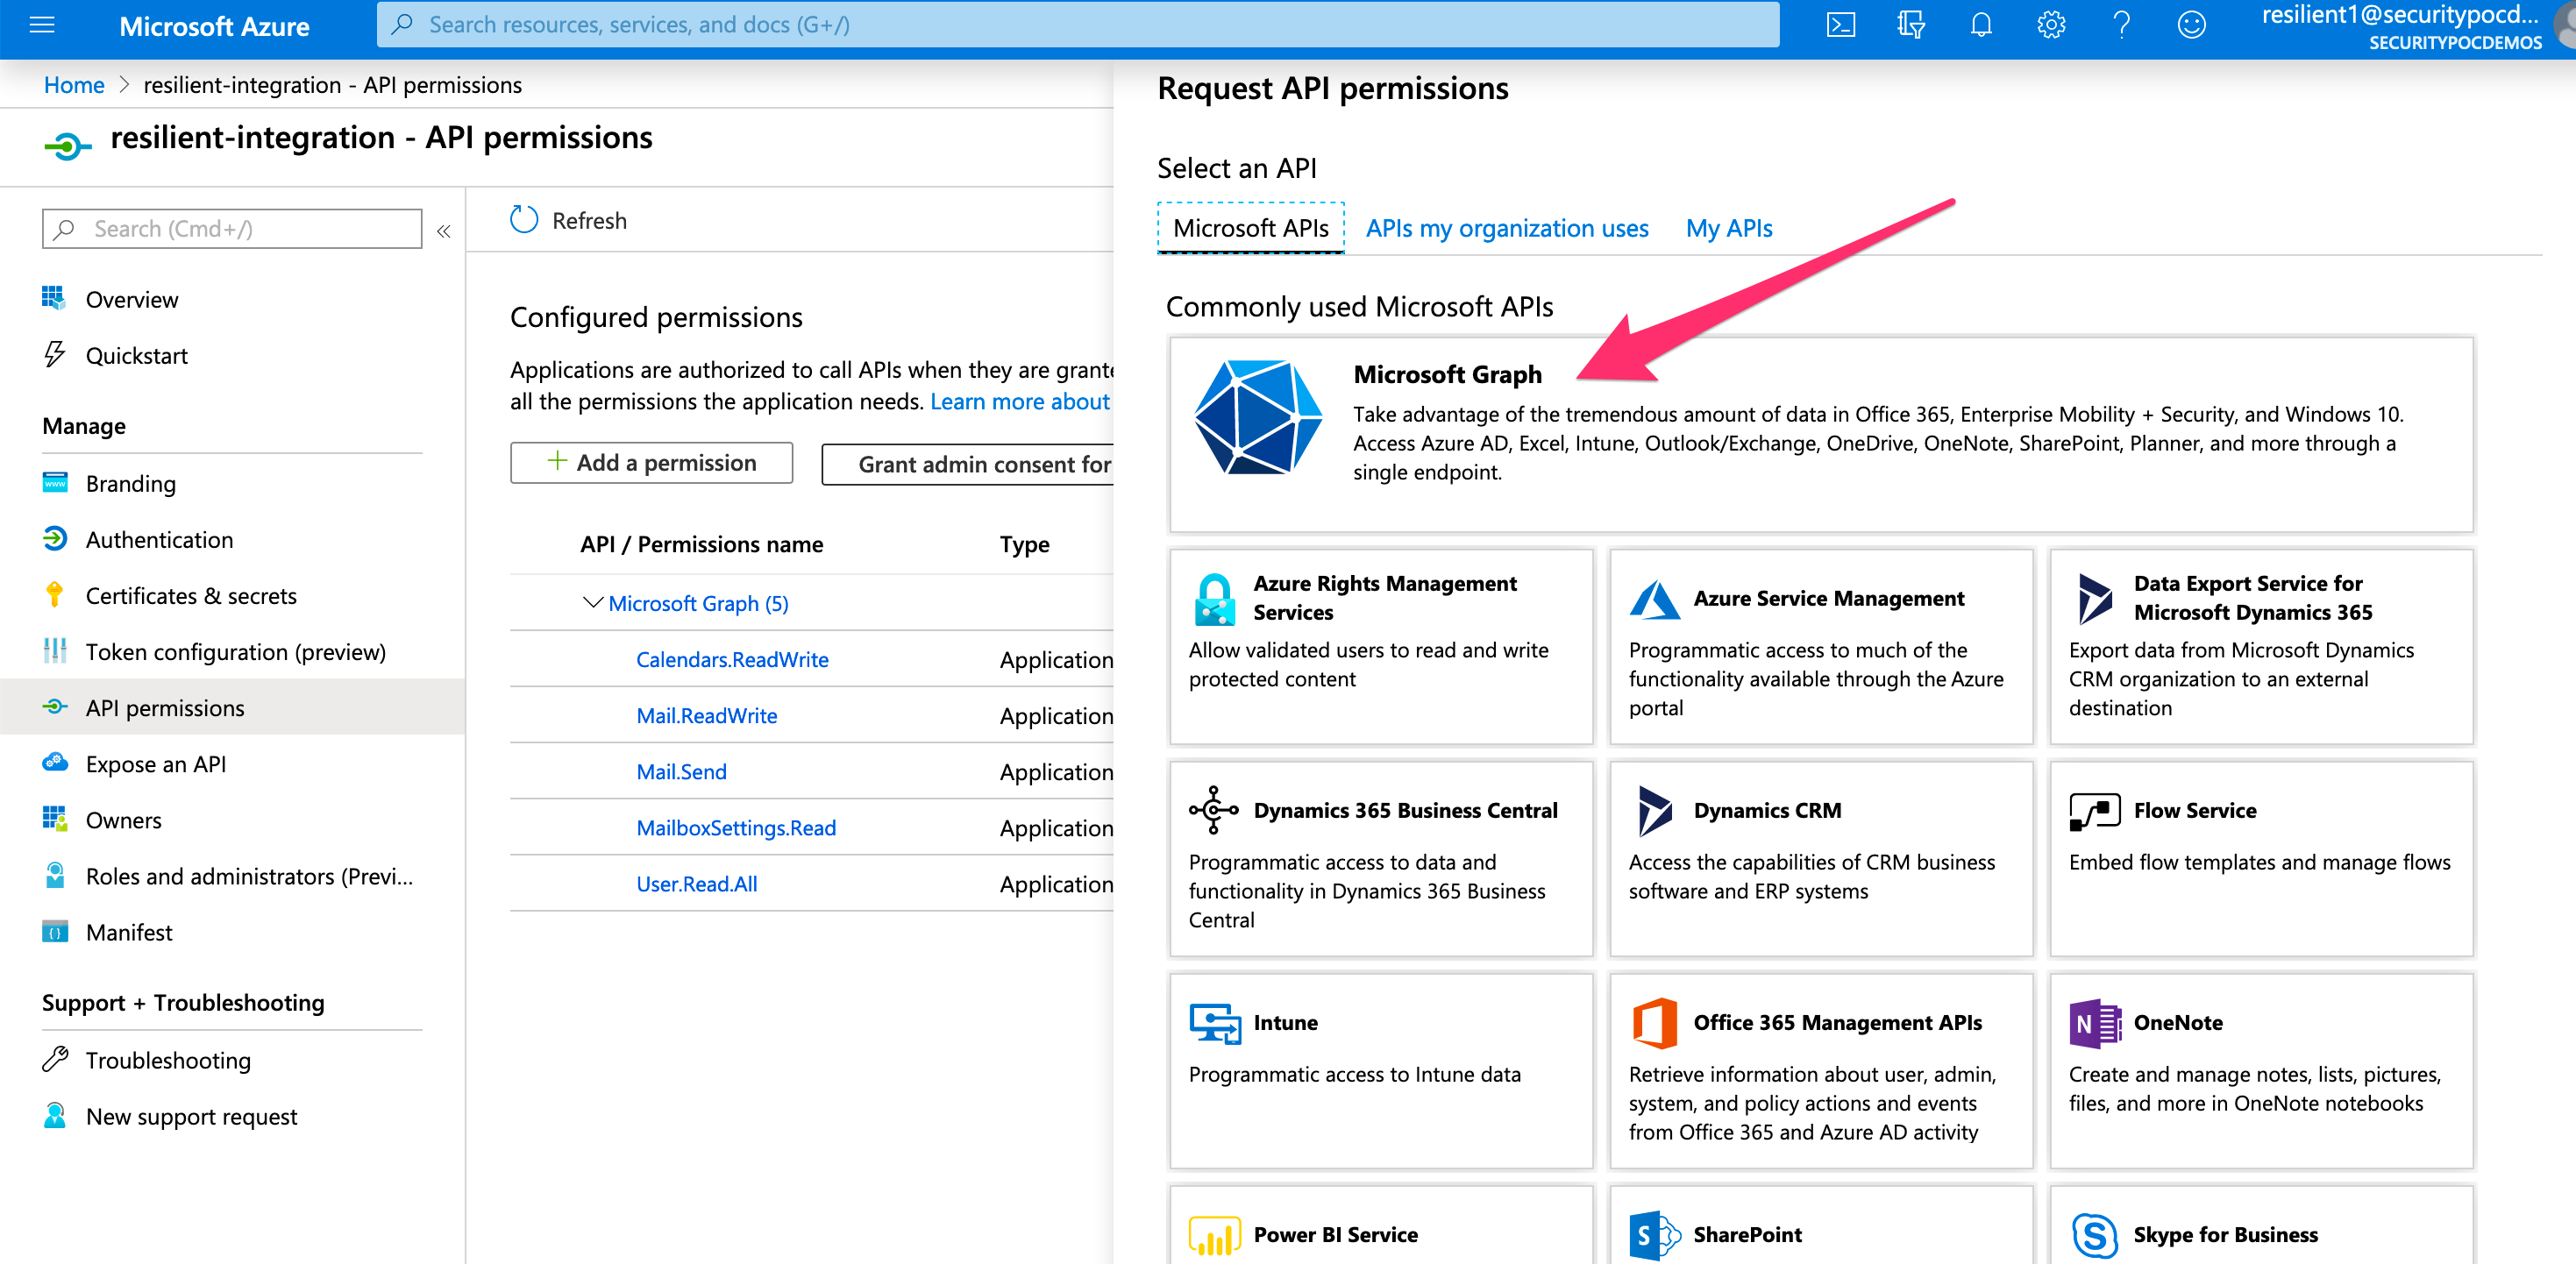 Microsoft Azure
Search resources, services, and docs (G+/)
resilient1@securitypocd...
SECURITYPOCDEMOS
Home > resilient-integration - API permissions
resilient-integration - API permissions
Search (Cmd+/)
«
Overview
Quickstart
Manage
Branding
Authentication
Certificates & secrets
Token configuration (preview)
API permissions
Expose an API
Owners
Roles and administrators (Previ...
Manifest
Support + Troubleshooting
Troubleshooting
New support request
Refresh
Configured permissions
Applications are authorized to call APIs when they are grante
all the permissions the application needs. Learn more about
+ Add a permission
Grant admin consent for
API / Permissions name Type
Microsoft Graph (5)
Calendars.ReadWrite Application
Mail.ReadWrite Application
Mail.Send Application
MailboxSettings.Read Application
User.Read.All Application
Request API permissions
Select an API
Microsoft APIs APIs my organization uses My APIs
Commonly used Microsoft APIs
Microsoft Graph
Take advantage of the tremendous amount of data in Office 365, Enterprise Mobility + Security, and Windows 10.
Access Azure AD, Excel, Intune, Outlook/Exchange, OneDrive, OneNote, SharePoint, Planner, and more through a
single endpoint.
Azure Rights Management
Services
Allow validated users to read and write
protected content
Azure Service Management
Programmatic access to much of the
functionality available through the Azure
portal
Data Export Service for
Microsoft Dynamics 365
Export data from Microsoft Dynamics
CRM organization to an external
destination
Dynamics 365 Business Central
Programmatic access to data and
functionality in Dynamics 365 Business
Central
Dynamics CRM
Access the capabilities of CRM business
software and ERP systems
Flow Service
Embed flow templates and manage flows
Intune
Programmatic access to Intune data
Office 365 Management APIs
Retrieve information about user, admin,
system, and policy actions and events
from Office 365 and Azure AD activity
OneNote
Create and manage notes, lists, pictures,
files, and more in OneNote notebooks
Power BI Service
SharePoint
Skype for Business